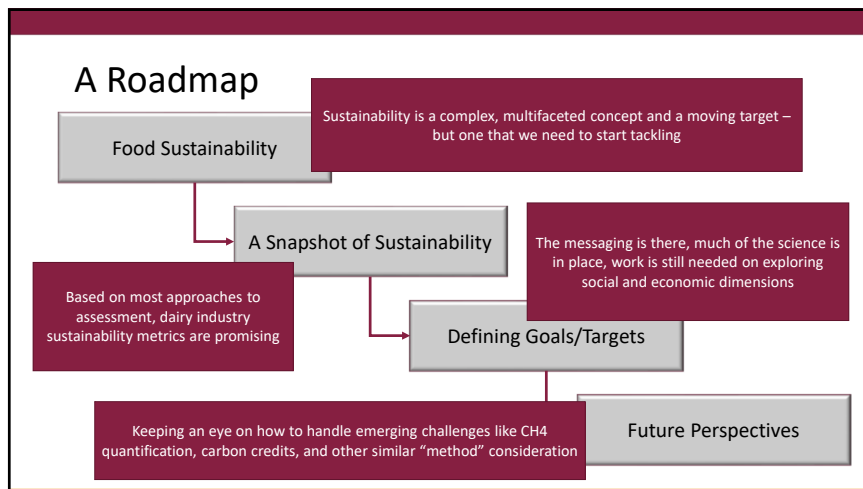 A Roadmap
Sustainability is a complex, multifaceted concept and a moving target –
but one that we need to start tackling
Food Sustainability
A Snapshot of Sustainability
The messaging is there, much of the science is
in place, work is still needed on exploring
social and economic dimensions
Based on most approaches to
assessment, dairy industry
sustainability metrics are promising
Defining Goals/Targets
Keeping an eye on how to handle emerging challenges like CH4
quantification, carbon credits, and other similar “method” consideration
Future Perspectives